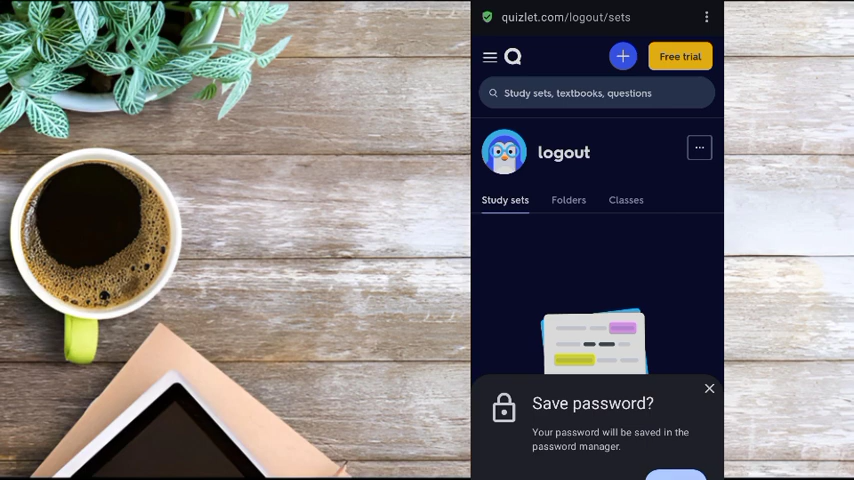 quizlet.com/logout/sets
Free trial
Study sets, textbooks, questions
logout
Study sets Folders Classes
Save password?
Your password will be saved in the
password manager.